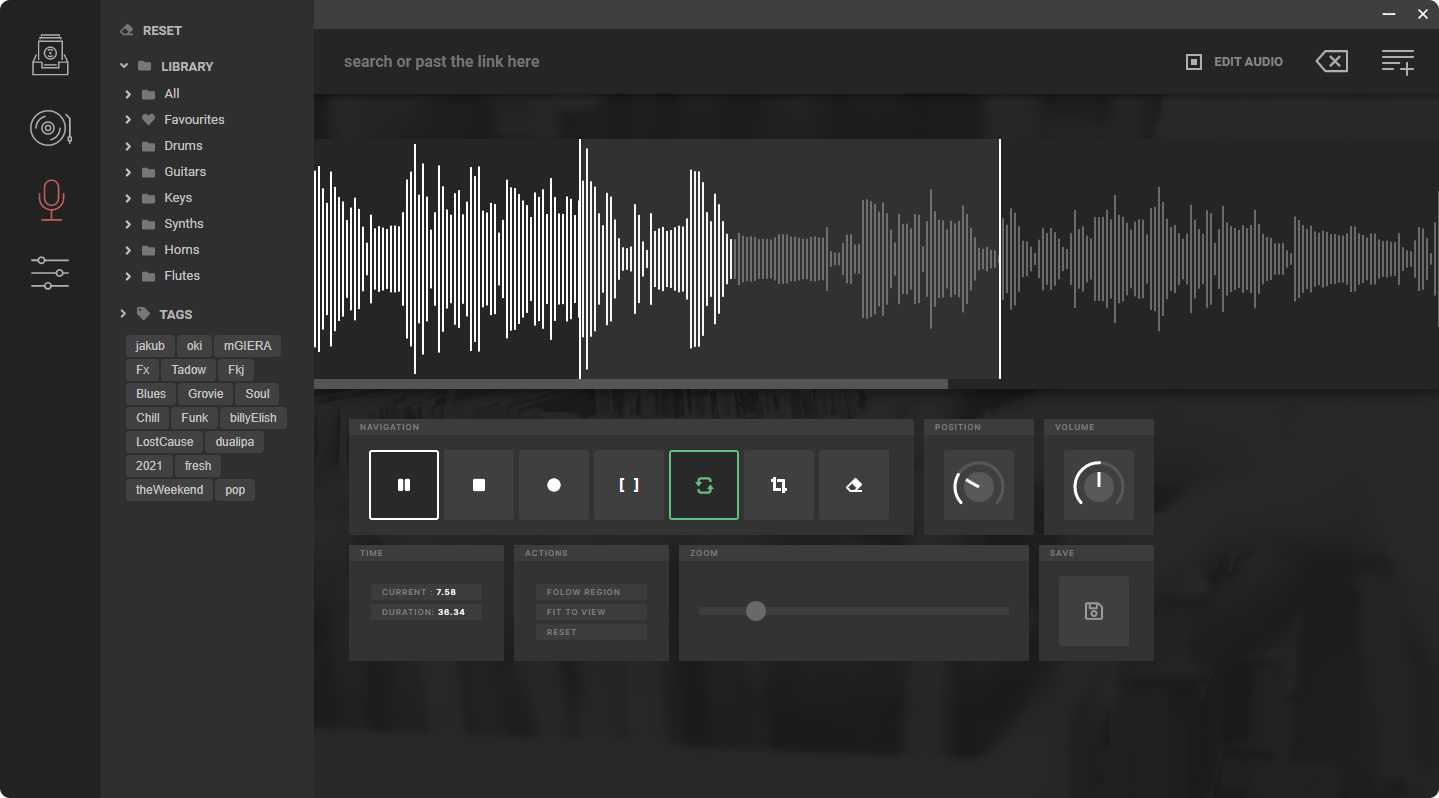 RESET
LIBRARY
All
Favourites
Drums
Guitars
Keys
Synths
Horns
Flutes
TAGS
jakub oki mGIERA
Fx Tadow Fkj
Blues Grovie Soul
Chill Funk billyElish
LostCause dualipa
2021 fresh
theWeekend pop
search or past the link here
EDIT AUDIO
NAVIGATION
[ ]
POSITION
VOLUME
TIME
CURRENT : 7.58
DURATION: 36.34
ACTIONS
FOLOW REGION
FIT TO VIEW
RESET
ZOOM
SAVE